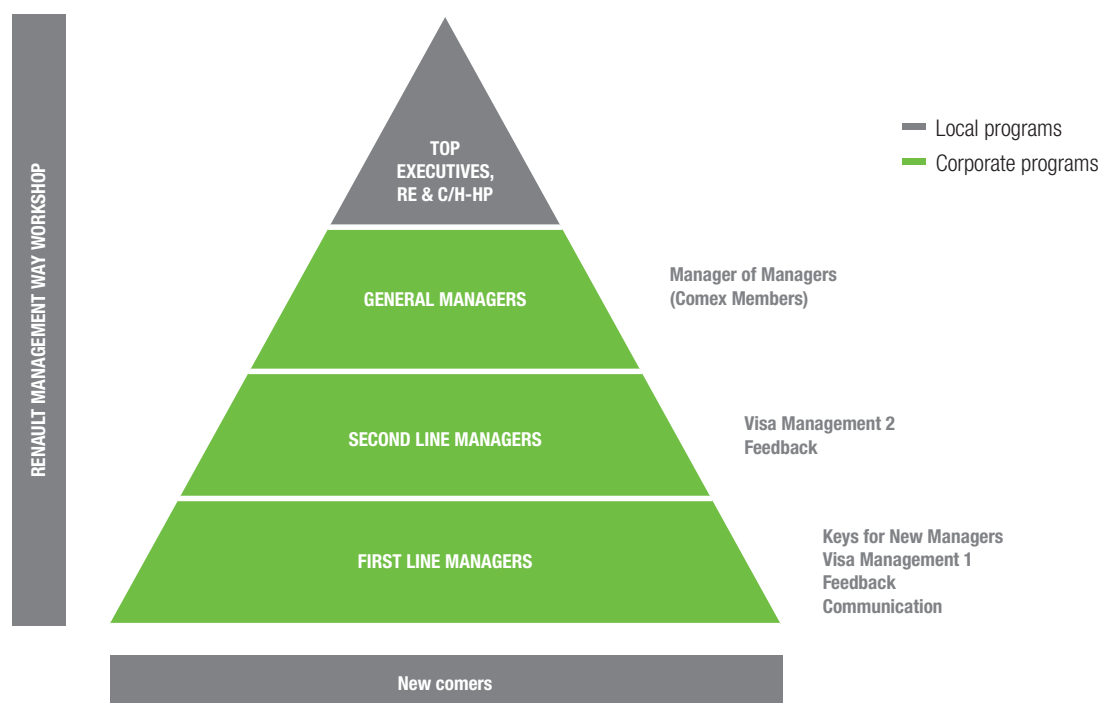 RENAULT MANAGEMENT WAY WORKSHOP
TOP
EXECUTIVES,
RE & C/H-HP
Local programs
Corporate programs
GENERAL MANAGERS
Manager of Managers
(Comex Members)
SECOND LINE MANAGERS
Visa Management 2
Feedback
FIRST LINE MANAGERS
Keys for New Managers
Visa Management 1
Feedback
Communication
New comers